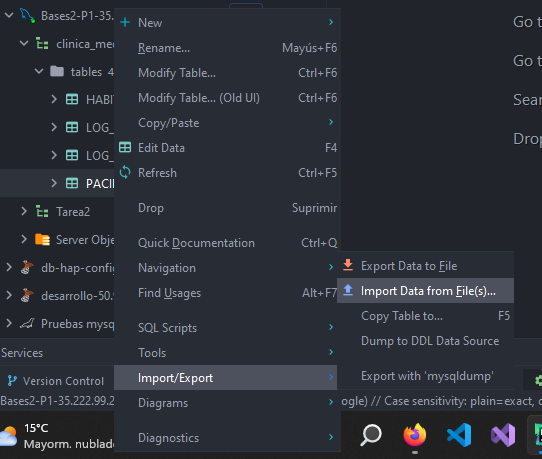 Bases2-P1-35.
clinica_me
tables 4
HABI
LOG_
LOG_
PACI
Tarea2
Server Obje
db-hap-config
desarrollo-50.
Pruebas mysq
Services
Version Control
Bases2-P1-35.222.99.2
15°C
Mayorm. nublado
New
Rename... Mayús+F6
Modify Table... Ctrl+F6
Modify Table... (Old UI) Ctrl+F6
Copy/Paste
Edit Data F4
Refresh Ctrl+F5
Drop Suprimir
Quick Documentation Ctrl+Q
Navigation
Find Usages Alt+F7
SQL Scripts
Tools
Import/Export
Diagrams
Diagnostics
Export Data to File
Import Data from File(s)...
Copy Table to... F5
Dump to DDL Data Source
Export with 'mysqldump'
Go t
Go t
Sear
Drop
ogle) // Case sensitivity: plain=exact, d